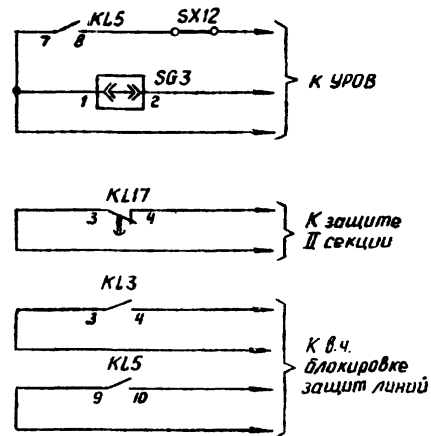 KL5 SX12
7 8
SG3
1 2
К УРОВ
KL17
3 4
К защите
II секции
KL3
3 4
KL5
9 10
К в.ч.
блокировке
защит линий